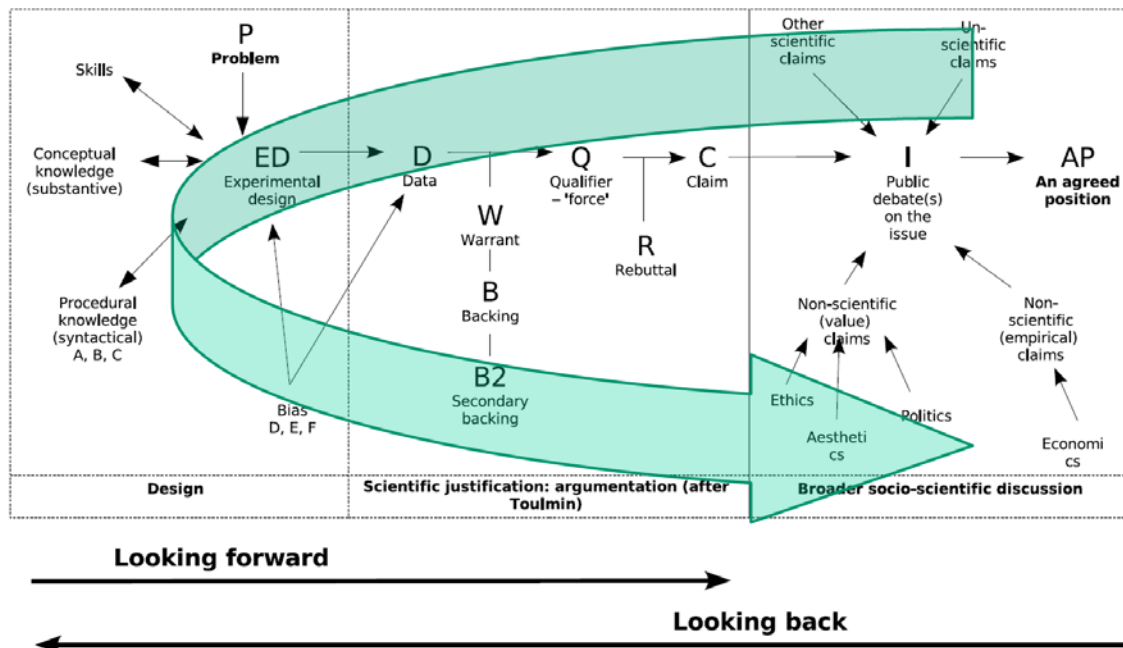 P
Problem
Skills
Conceptual
knowledge
(substantive)
Procedural
knowledge
(syntactical)
A, B, C
ED
Experimental
design
Bias
D, E, F
D
Data
W
Warrant
B
Backing
B2
Secondary
backing
Q
Qualifier
– 'force'
R
Rebuttal
C
Claim
Other
scientific
claims
Un-
scientific
claims
I
Public
debate(s)
on the
issue
AP
An agreed
position
Non-scientific
(value)
claims
Non-
scientific
(empirical)
claims
Ethics
Aestheti
cs
Politics
Economi
cs
Design
Scientific justification: argumentation (after
Toulmin)
Broader socio-scientific discussion
Looking forward
Looking back